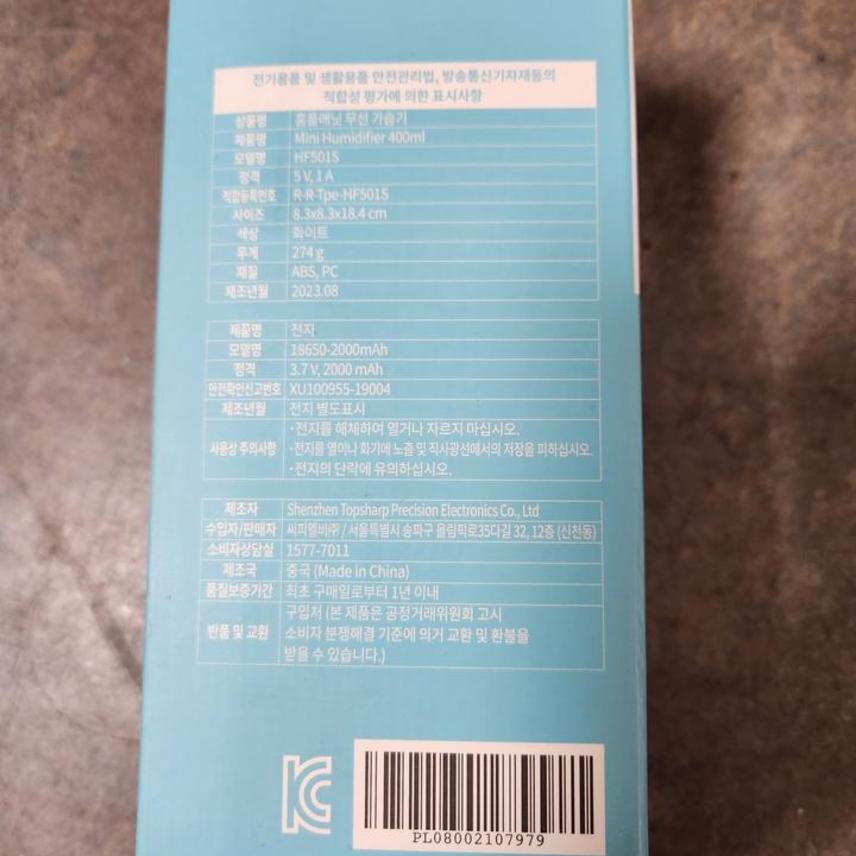 전기용품 및 생활용품 안전관리법, 방송통신기자재등의
적합성 평가에 의한 표시사항
상품명 홈플래닛 무선 가습기
제품명 Mini Humidifier 400ml
모델명 HF501S
정격 5 V, 1 A
적합등록번호 R-R-Tpe-HF501S
사이즈 8.3x8.3x18.4 cm
색상 화이트
무게 274 g
재질 ABS, PC
제조년월 2023.08
제품명 전지
모델명 18650-2000mAh
정격 3.7 V, 2000 mAh
안전확인신고번호 XU100955-19004
제조년월 전지 별도표시
사용상 주의사항
·전지를 해체하여 열거나 자르지 마십시오.
·전지를 열이나 화기에 노출 및 직사광선에서의 저장을 피하십시오.
·전지의 단락에 유의하십시오.
제조자 Shenzhen Topsharp Precision Electronics Co., Ltd
수입자/판매자 씨피엘비㈜ / 서울특별시 송파구 올림픽로35다길 32, 12층 (신천동)
소비자상담실 1577-7011
제조국 중국 (Made in China)
품질보증기간 최초 구매일로부터 1년 이내
반품 및 교환
구입처 (본 제품은 공정거래위원회 고시
소비자 분쟁해결 기준에 의거 교환 및 환불을
받을 수 있습니다.)
PL08002107979